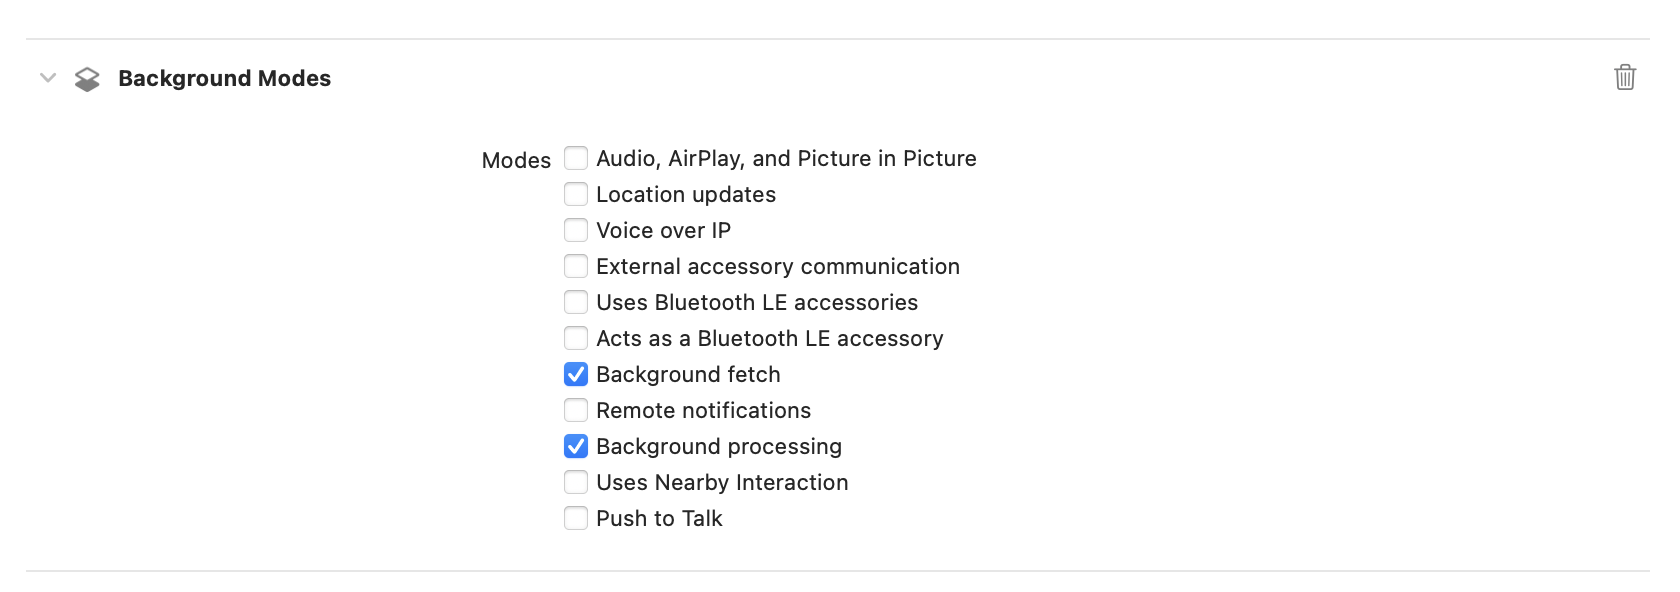 Background Modes
Modes
Audio, AirPlay, and Picture in Picture
Location updates
Voice over IP
External accessory communication
Uses Bluetooth LE accessories
Acts as a Bluetooth LE accessory
Background fetch
Remote notifications
Background processing
Uses Nearby Interaction
Push to Talk